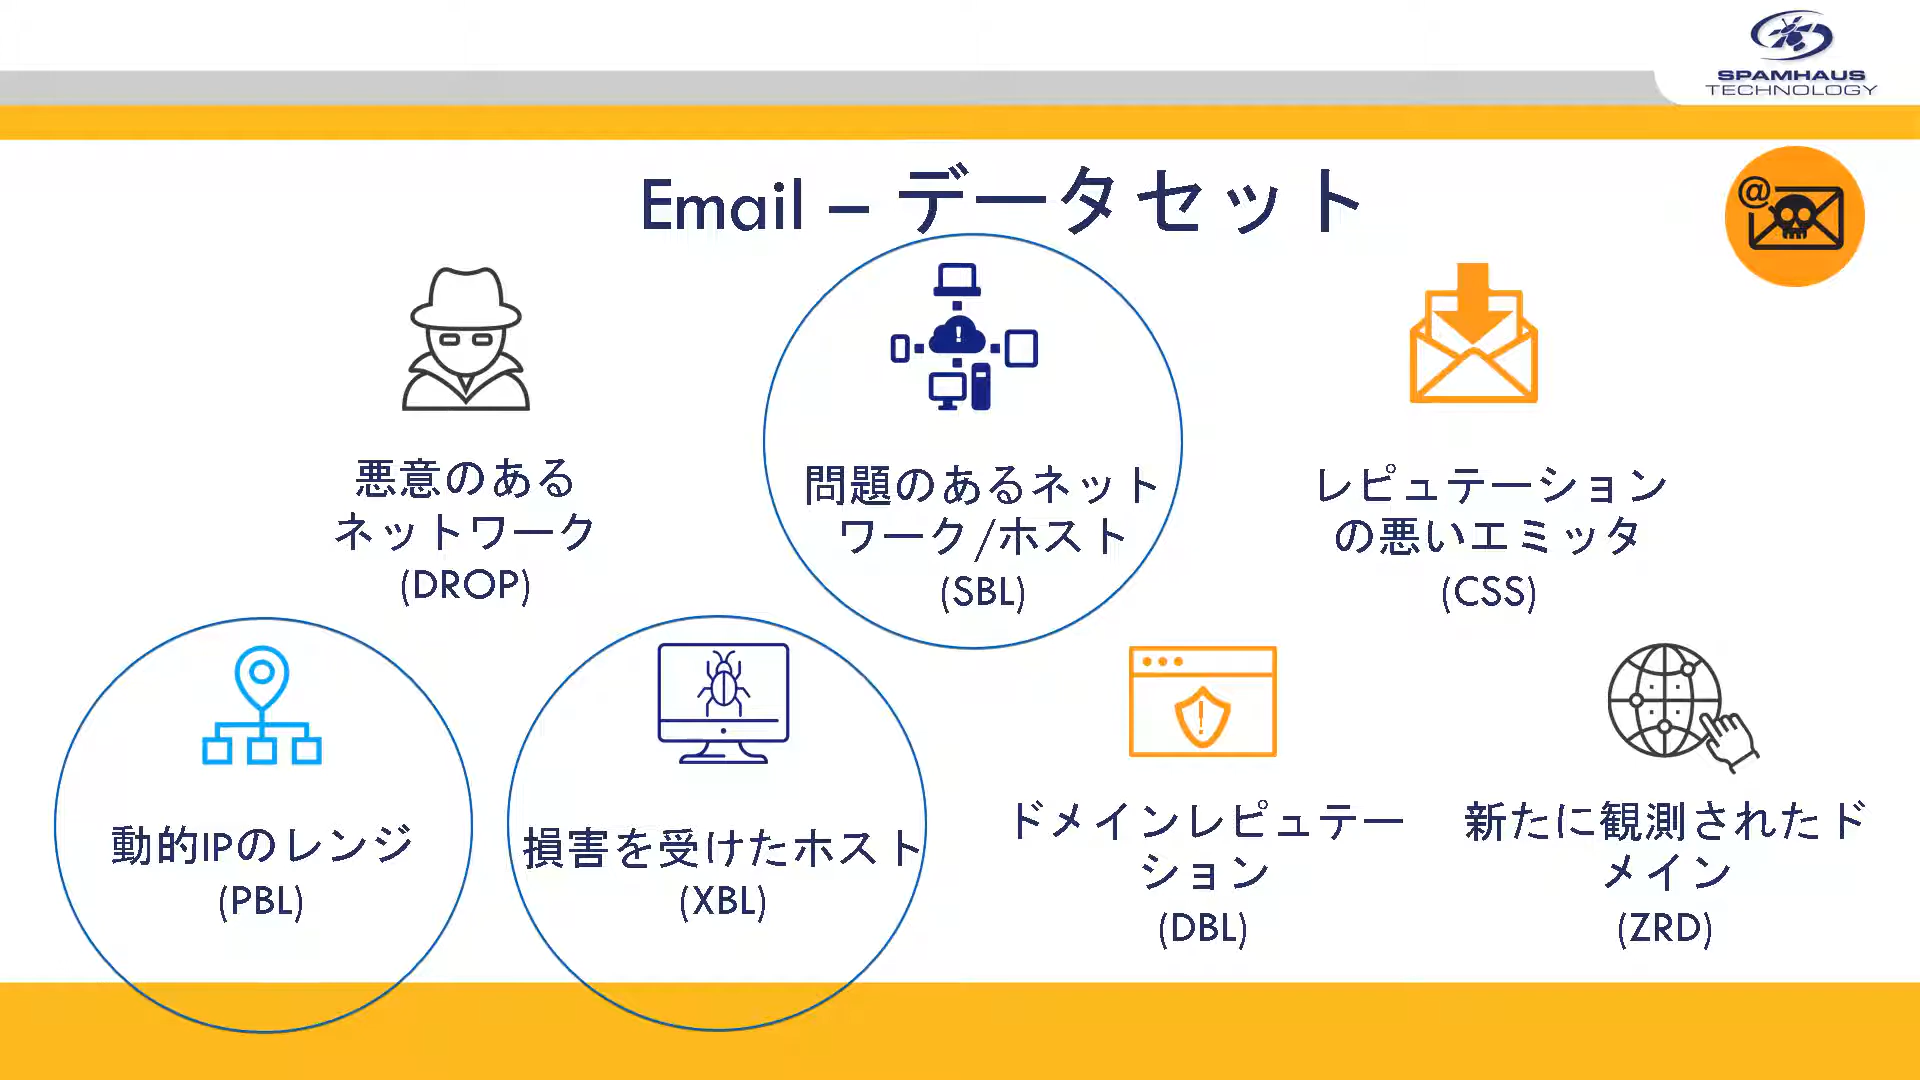 SPAMHAUS
TECHNOLOGY
Email – データセット
@
悪意のある
ネットワーク
(DROP)
問題のあるネット
ワーク/ホスト
(SBL)
レピュテーション
の悪いエミッタ
(CSS)
動的IPのレンジ
(PBL)
損害を受けたホスト
(XBL)
ドメインレピュテー
ション
(DBL)
新たに観測されたド
メイン
(ZRD)